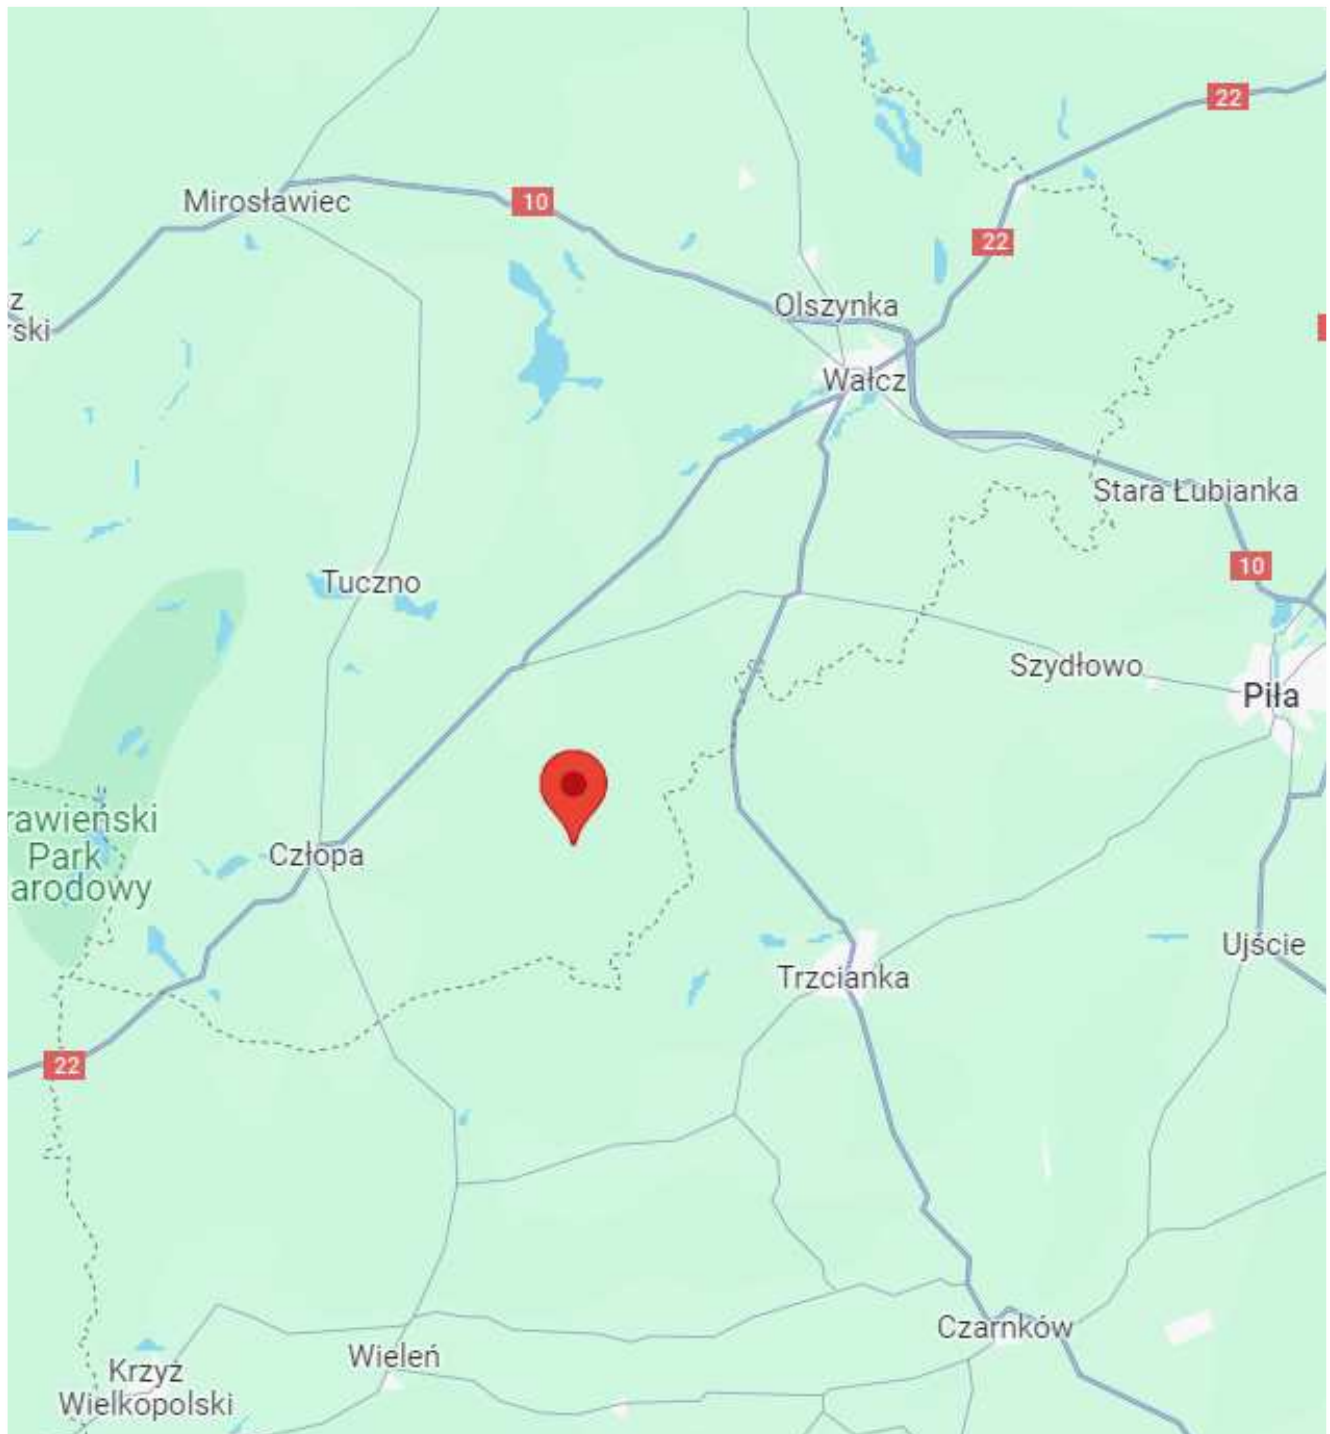 22
Mirosławiec
10
22
Olszynka
z
rski
Wałcz
Stara Łubianka
10
Tuczno
Szydłowo
Piła
rawieński
Park
arodowy
Człopa
Ujście
Trzcianka
22
Czarnków
Wieleń
Krzyż
Wielkopolski